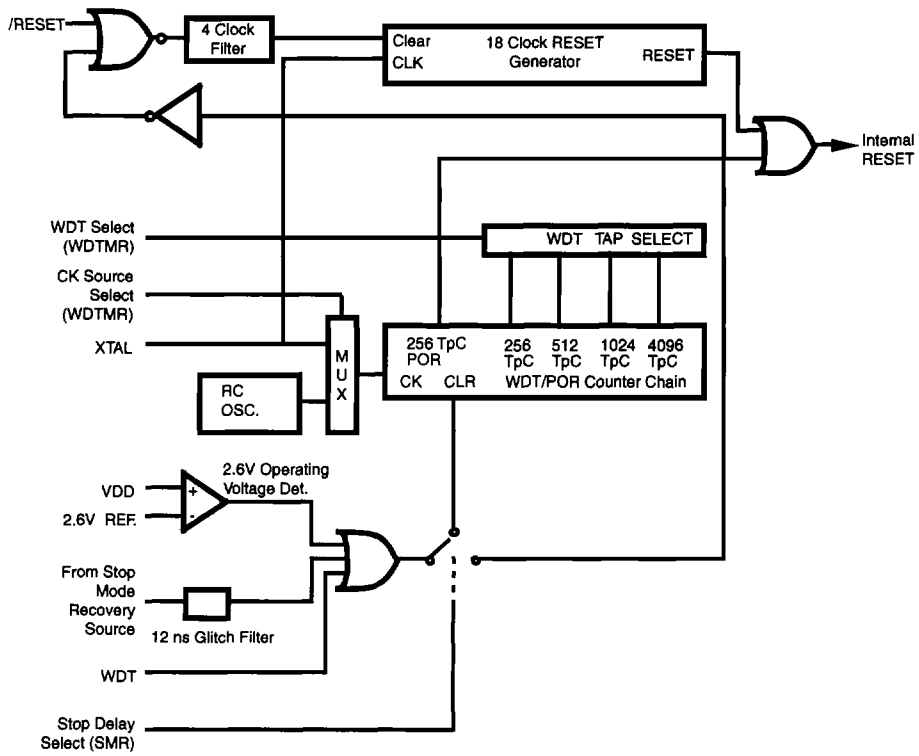 /RESET
4 Clock
Filter
Clear
CLK
18 Clock RESET
Generator
RESET
Internal
RESET
WDT Select
(WDTMR)
WDT TAP SELECT
CK Source
Select
(WDTMR)
XTAL
M
U
X
RC
OSC.
256 TpC
POR
256
TpC
512
TpC
1024
TpC
4096
TpC
CK
CLR
WDT/POR Counter Chain
2.6V Operating
Voltage Det.
VDD
+
2.6V REF.
-
From Stop
Mode
Recovery
Source
12 ns Glitch Filter
WDT
Stop Delay
Select (SMR)